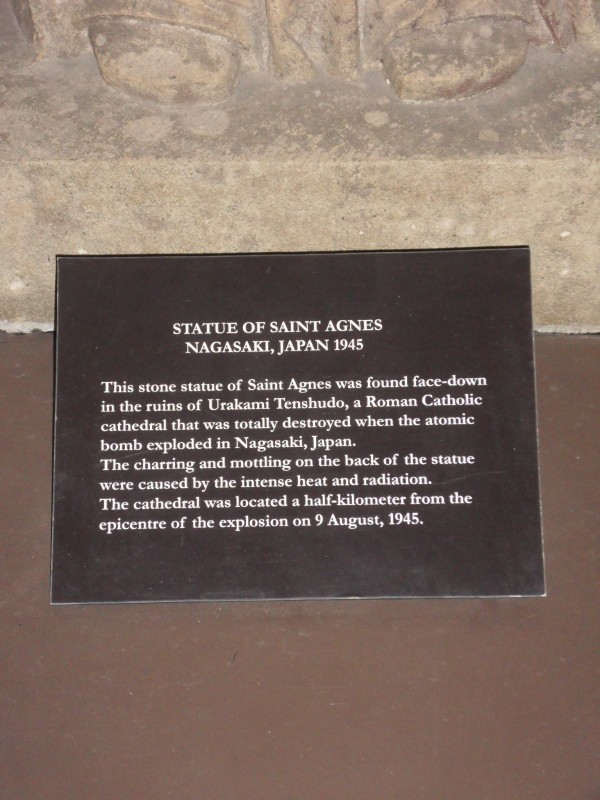 STATUE OF SAINT AGNES
NAGASAKI, JAPAN 1945
This stone statue of Saint Agnes was found face-down
in the ruins of Urakami Tenshudo, a Roman Catholic
cathedral that was totally destroyed when the atomic
bomb exploded in Nagasaki, Japan.
The charring and mottling on the back of the statue
were caused by the intense heat and radiation.
The cathedral was located a half-kilometer from the
epicentre of the explosion on 9 August, 1945.